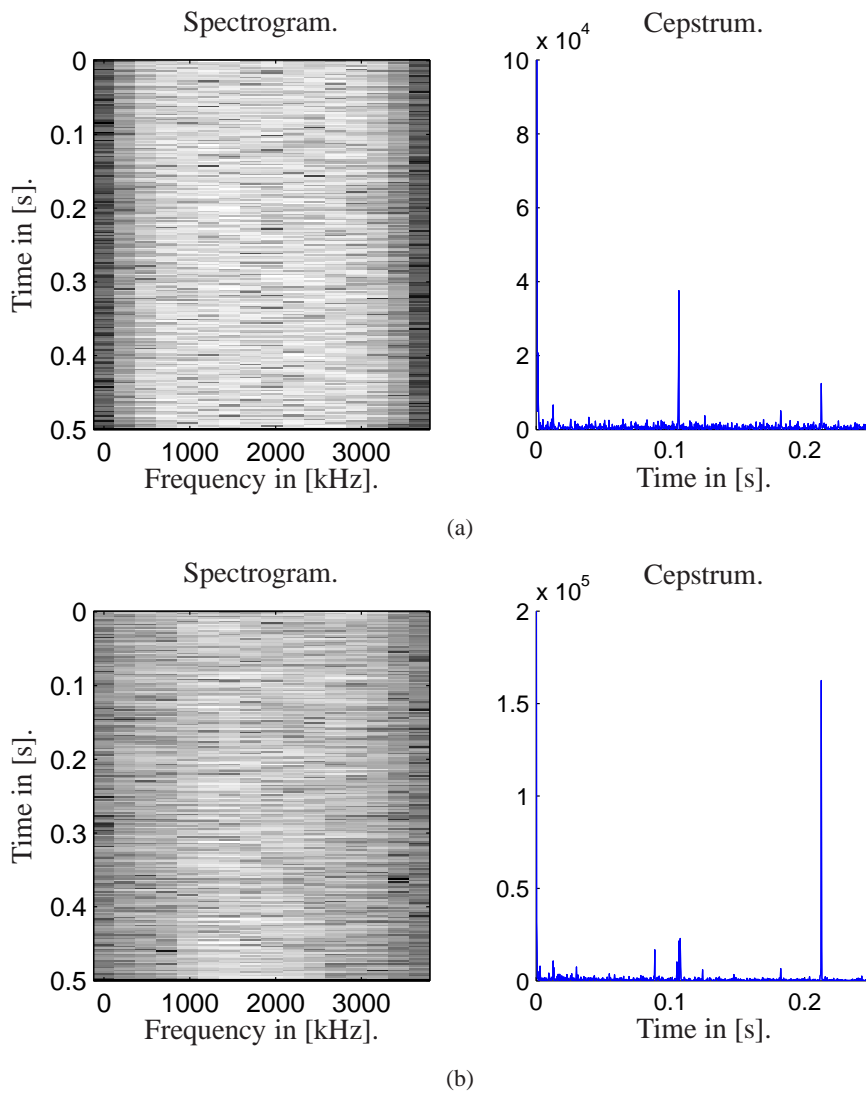 Spectrogram.
Cepstrum.
x 10^4
0
0.1
0.2
0.3
0.4
0.5
Time in [s].
0 1000 2000 3000
Frequency in [kHz].
10
8
6
4
2
0
0 0.1 0.2
Time in [s].
(a)
Spectrogram.
Cepstrum.
x 10^5
0
0.1
0.2
0.3
0.4
0.5
Time in [s].
0 1000 2000 3000
Frequency in [kHz].
2
1.5
1
0.5
0
0 0.1 0.2
Time in [s].
(b)